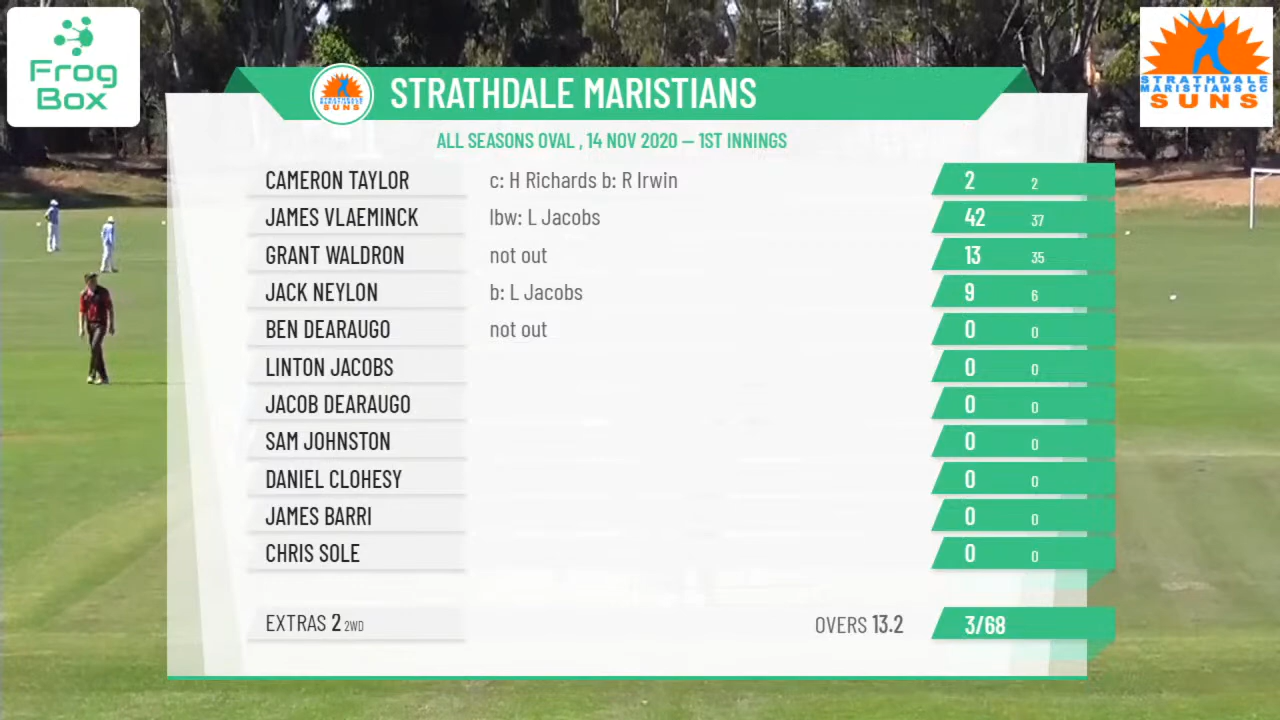 Frog
Box
STRATHDALE
MARISTIANS CC
SUNS
STRATHDALE MARISTIANS
ALL SEASONS OVAL , 14 NOV 2020 – 1ST INNINGS
CAMERON TAYLOR c: H Richards b: R Irwin 2 2
JAMES VLAEMINCK lbw: L Jacobs 42 37
GRANT WALDRON not out 13 35
JACK NEYLON b: L Jacobs 9 6
BEN DEARAUGO not out 0 0
LINTON JACOBS 0 0
JACOB DEARAUGO 0 0
SAM JOHNSTON 0 0
DANIEL CLOHESY 0 0
JAMES BARRI 0 0
CHRIS SOLE 0 0
EXTRAS 2 2WD OVERS 13.2 3/68